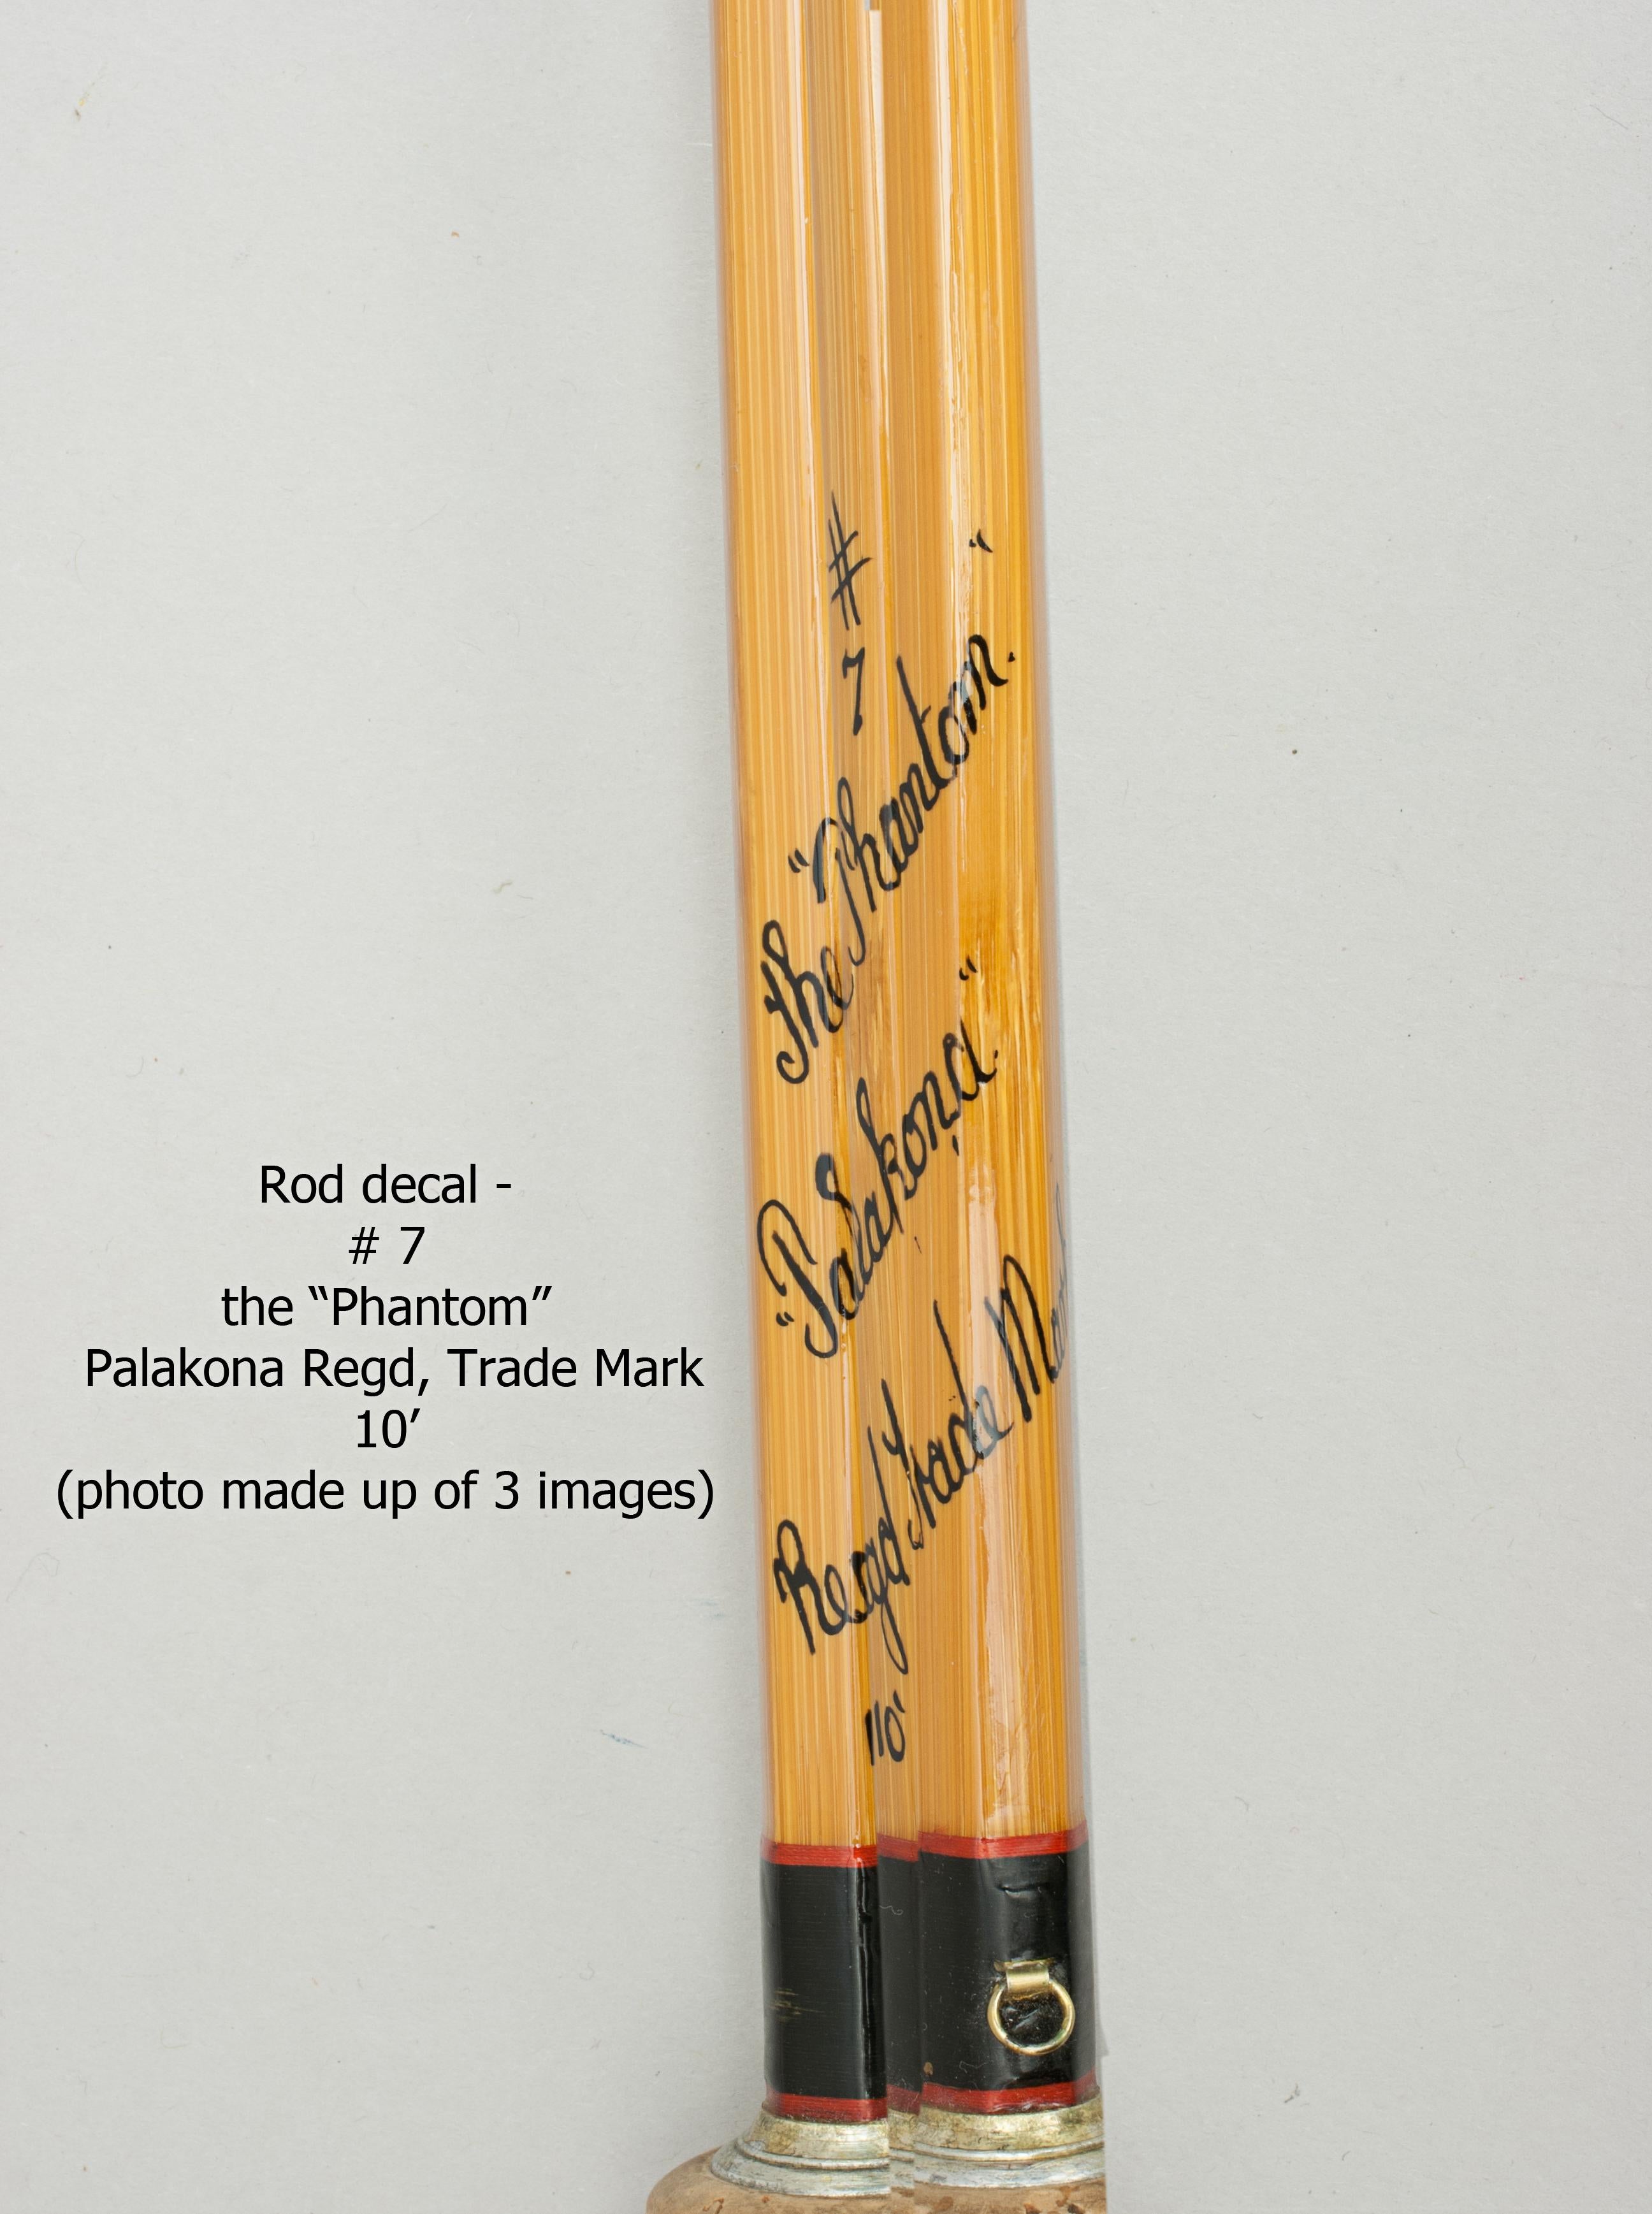 #
7
the "Phantom."
"Palakona."
Regd Trade Mark
10'
Rod decal -
# 7
the “Phantom”
Palakona Regd, Trade Mark
10’
(photo made up of 3 images)